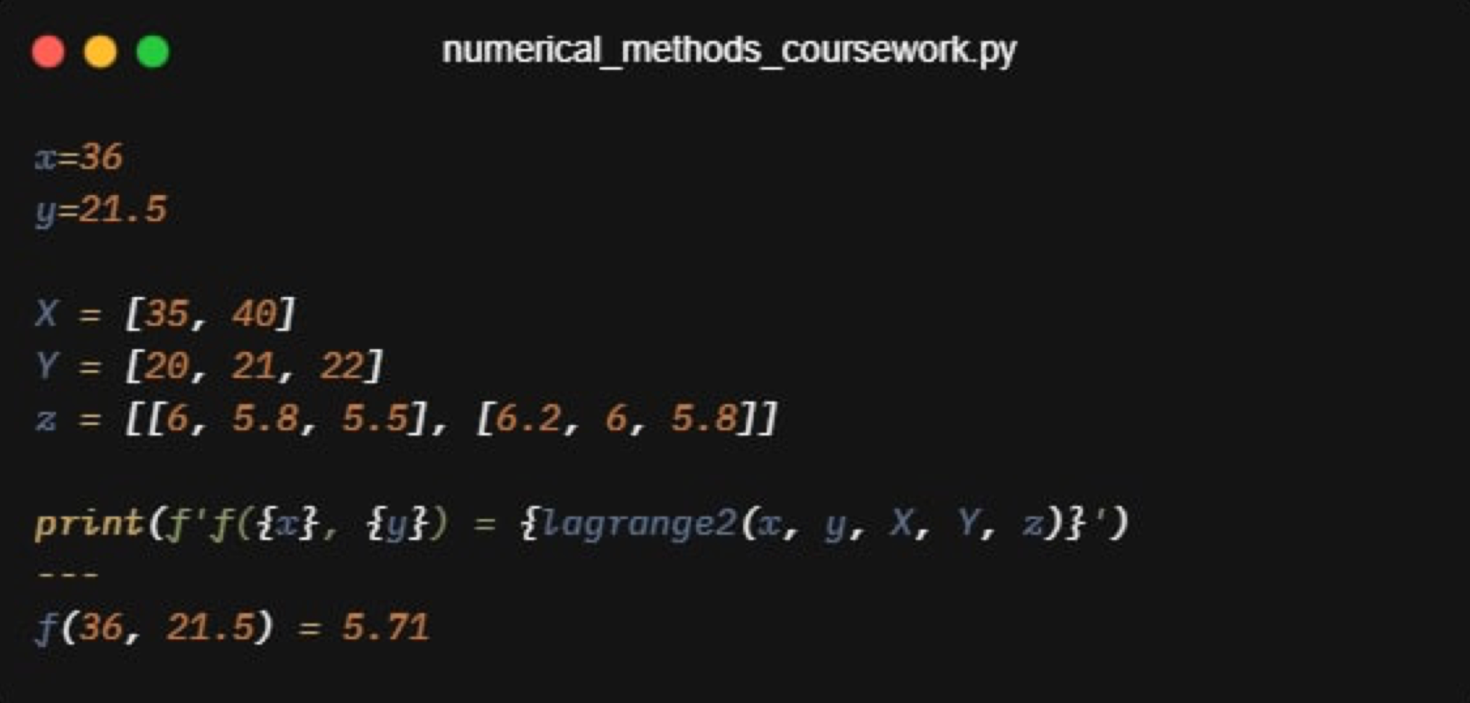 numerical_methods_coursework.py
x=36
y=21.5
X = [35, 40]
Y = [20, 21, 22]
z = [[6, 5.8, 5.5], [6.2, 6, 5.8]]
print(f'f({x}, {y}) = {lagrange2(x, y, X, Y, z)}')
---
f(36, 21.5) = 5.71